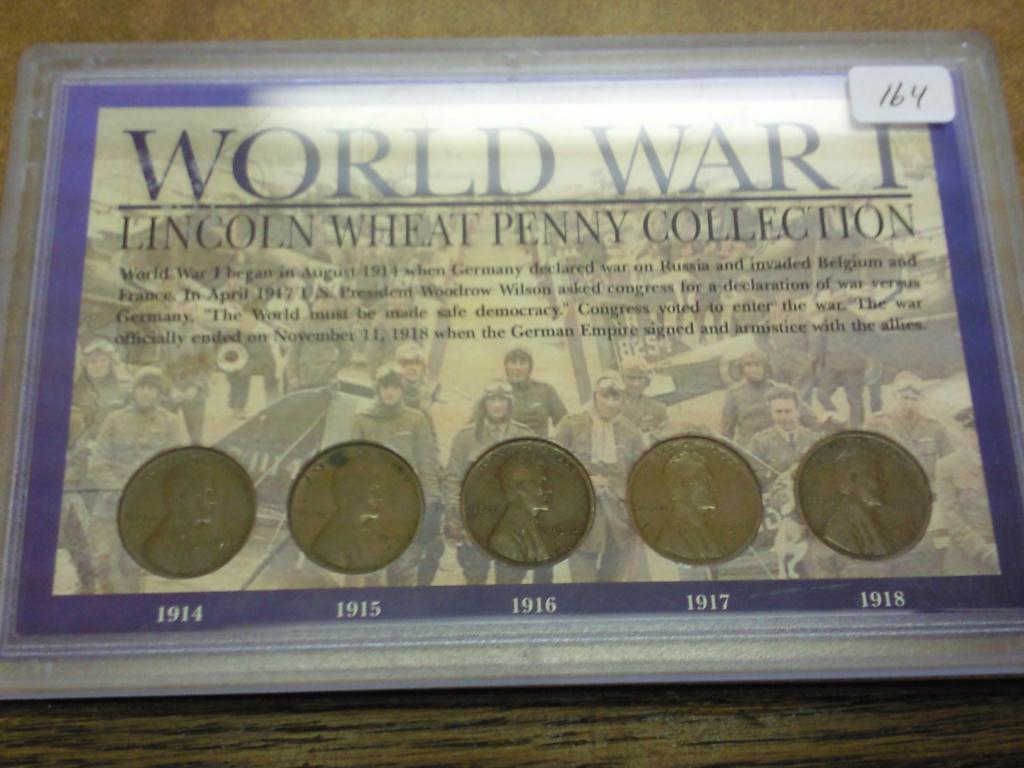 164
WORLD WAR I
LINCOLN WHEAT PENNY COLLECTION
World War I began in August 1914 when Germany declared war on Russia and invaded Belgium and
France. In April 1917 U.S. President Woodrow Wilson asked congress for a declaration of war versus
Germany. "The World must be made safe democracy." Congress voted to enter the war. The war
officially ended on November 11, 1918 when the German Empire signed and armistice with the allies.
1914 1915 1916 1917 1918